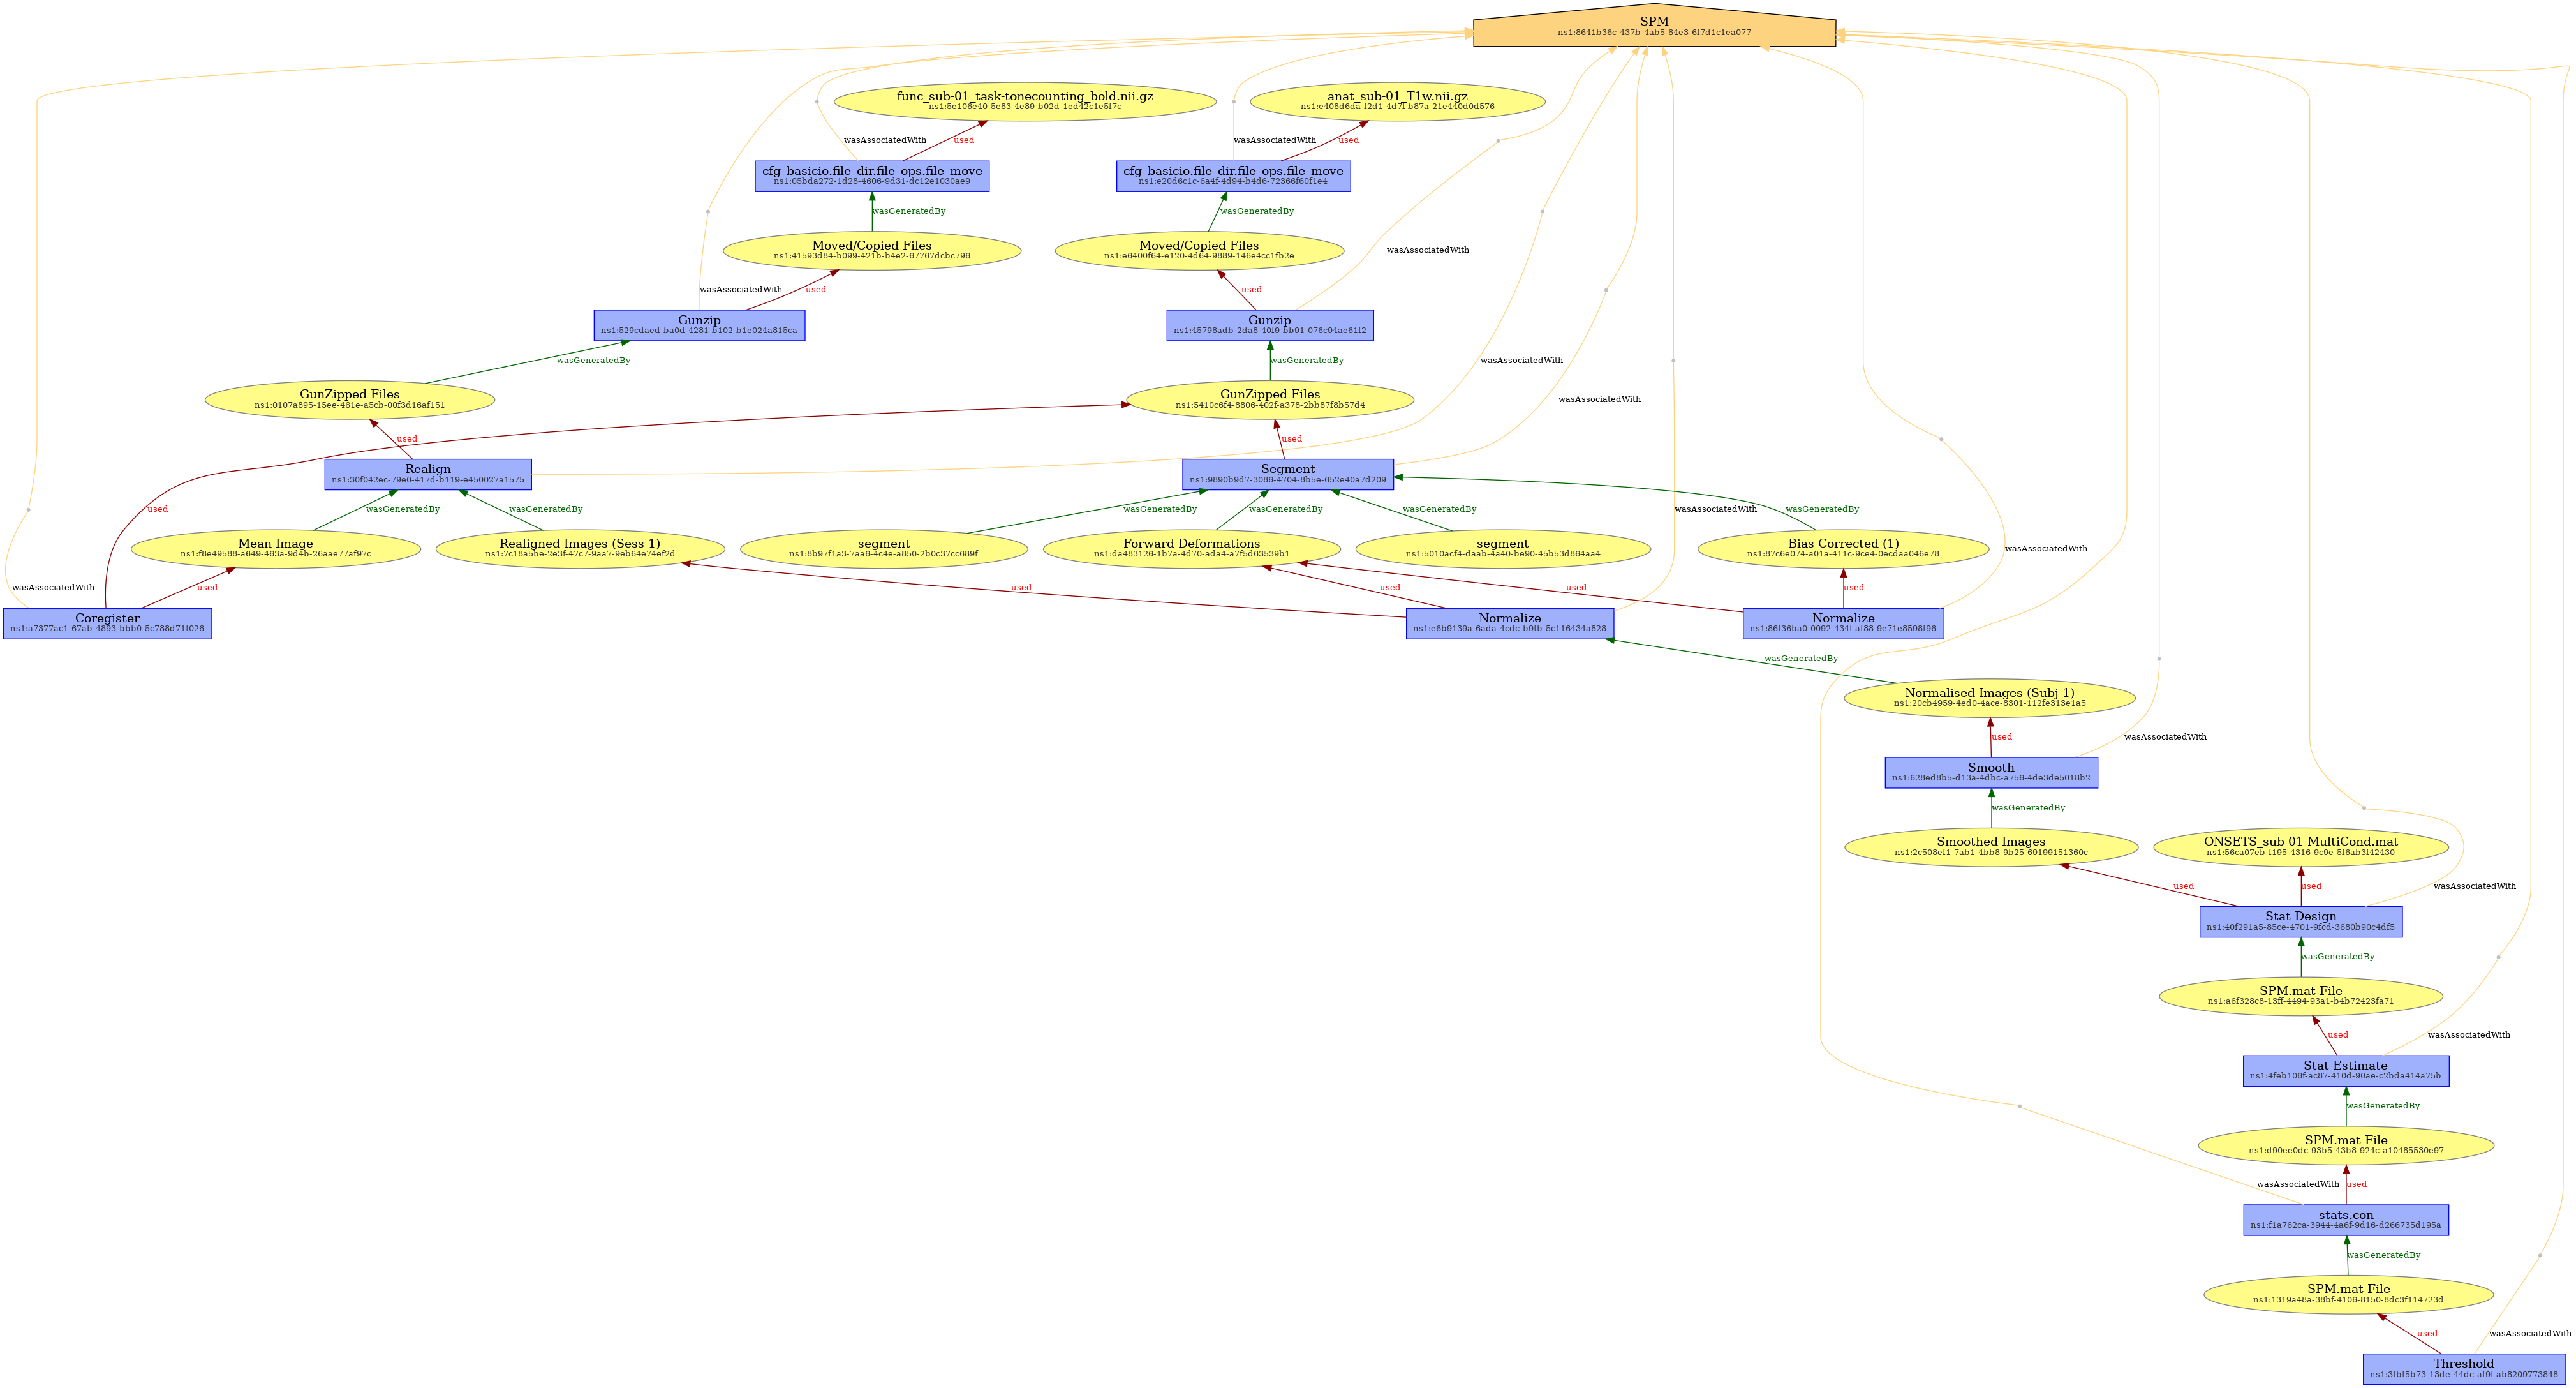 SPM
ns1:8641b36c-437b-4ab5-84e3-6f7d1c1ea077
func_sub-01_task-tonecounting_bold.nii.gz
ns1:5e106e40-5e83-4e89-b02d-1ed42c1e5f7c
anat_sub-01_T1w.nii.gz
ns1:e408d6da-f2d1-4d7f-b87a-21e440d0d576
wasAssociatedWith
used
wasAssociatedWith
used
cfg_basicio.file_dir.file_ops.file_move
ns1:05bda272-1d28-4606-9d31-dc12e1030ae9
cfg_basicio.file_dir.file_ops.file_move
ns1:e20d6c1c-6a4f-4d94-b4d6-72366f60f1e4
wasGeneratedBy
wasGeneratedBy
Moved/Copied Files
ns1:41593d84-b099-421b-b4e2-67767dcbc796
Moved/Copied Files
ns1:e6400f64-e120-4d64-9889-146e4cc1fb2e
wasAssociatedWith
wasAssociatedWith
used
used
Gunzip
ns1:529cdaed-ba0d-4281-b102-b1e024a815ca
Gunzip
ns1:45798adb-2da8-40f9-bb91-076c94ae61f2
wasGeneratedBy
wasGeneratedBy
wasAssociatedWith
GunZipped Files
ns1:0107a895-15ee-461e-a5cb-00f3d16af151
GunZipped Files
ns1:5410c6f4-8806-402f-a378-2bb87f8b57d4
wasAssociatedWith
used
used
Realign
ns1:30f042ec-79e0-417d-b119-e450027a1575
Segment
ns1:9890b9d7-3086-4704-8b5e-652e40a7d209
used
wasGeneratedBy
wasGeneratedBy
wasGeneratedBy
wasGeneratedBy
wasGeneratedBy
wasAssociatedWith
wasGeneratedBy
Mean Image
ns1:f8e49588-a649-463a-9d4b-26aae77af97c
Realigned Images (Sess 1)
ns1:7c18a5be-2e3f-47c7-9aa7-9eb64e74ef2d
segment
ns1:8b97f1a3-7aa6-4c4e-a850-2b0c37cc689f
Forward Deformations
ns1:da483126-1b7a-4d70-ada4-a7f5d63539b1
segment
ns1:5010acf4-daab-4a40-be90-45b53d864aa4
Bias Corrected (1)
ns1:87c6e074-a01a-411c-9ce4-0ecdaa046e78
wasAssociatedWith
wasAssociatedWith
used
used
used
used
used
Coregister
ns1:a7377ac1-67ab-4893-bbb0-5c788d71f026
Normalize
ns1:e6b9139a-6ada-4cdc-b9fb-5c116434a828
Normalize
ns1:86f36ba0-0092-434f-af88-9e71e8598f96
wasGeneratedBy
Normalised Images (Subj 1)
ns1:20cb4959-4ed0-4ace-8301-112fe313e1a5
used
wasAssociatedWith
Smooth
ns1:628ed8b5-d13a-4dbc-a756-4de3de5018b2
wasGeneratedBy
Smoothed Images
ns1:2c508ef1-7ab1-4bb8-9b25-69199151360c
ONSETS_sub-01-MultiCond.mat
ns1:56ca07eb-f195-4316-9c9e-5f6ab3f42430
used
used
wasAssociatedWith
Stat Design
ns1:40f291a5-85ce-4701-9fcd-3680b90c4df5
wasGeneratedBy
SPM.mat File
ns1:a6f328c8-13ff-4494-93a1-b4b72423fa71
used
wasAssociatedWith
Stat Estimate
ns1:4feb106f-ac87-410d-90ae-c2bda414a75b
wasGeneratedBy
SPM.mat File
ns1:d90ee0dc-93b5-43b8-924c-a10485530e97
wasAssociatedWith
used
stats.con
ns1:f1a762ca-3944-4a6f-9d16-d266735d195a
wasGeneratedBy
SPM.mat File
ns1:1319a48a-38bf-4106-8150-8dc3f114723d
used
wasAssociatedWith
Threshold
ns1:3fbf5b73-13de-44dc-af9f-ab8209773848